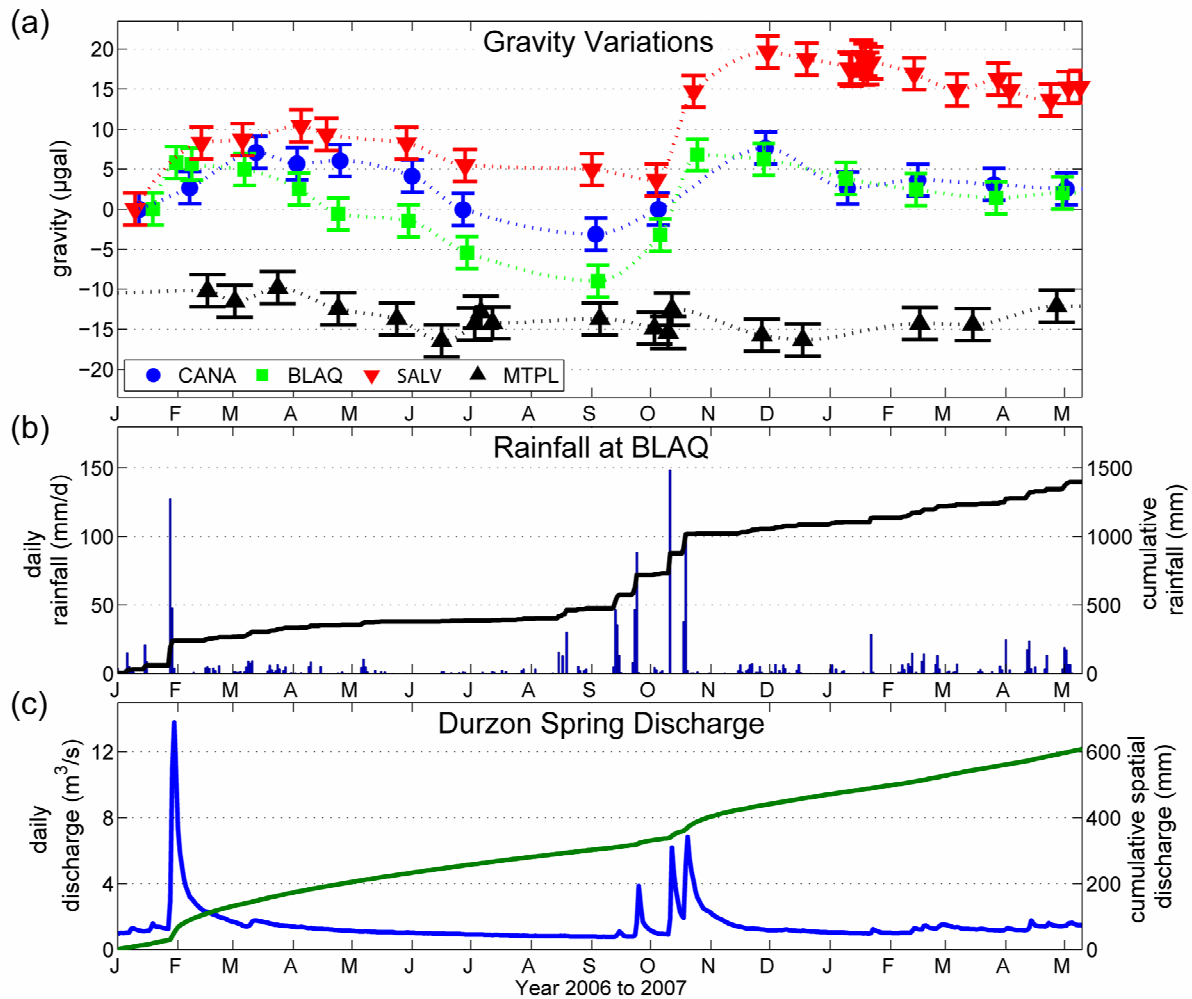 (a)
Gravity Variations
gravity (µgal)
20
15
10
5
0
−5
−10
−15
−20
CANA BLAQ SALV MTPL
J F M A M J J A S O N D J F M A M
(b)
Rainfall at BLAQ
daily
rainfall (mm/d)
150
100
50
0
1500
1000
500
0
cumulative
rainfall (mm)
J F M A M J J A S O N D J F M A M
(c)
Durzon Spring Discharge
daily
discharge (m³/s)
12
8
4
0
600
400
200
0
cumulative spatial
discharge (mm)
J F M A M J J A S O N D J F M A M
Year 2006 to 2007